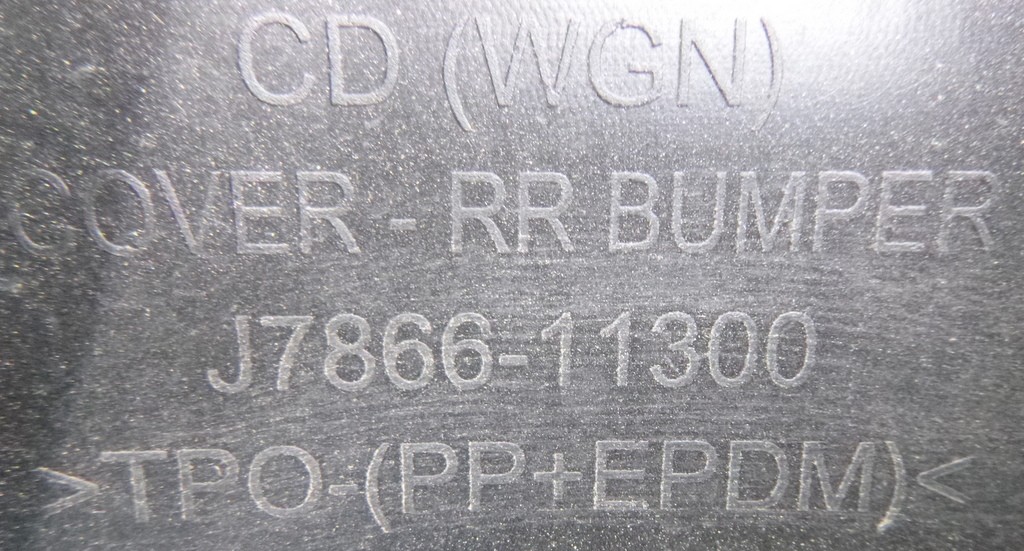 CD (WGN)
COVER - RR BUMPER
J7866-11300
>TPO-(PP+EPDM)<